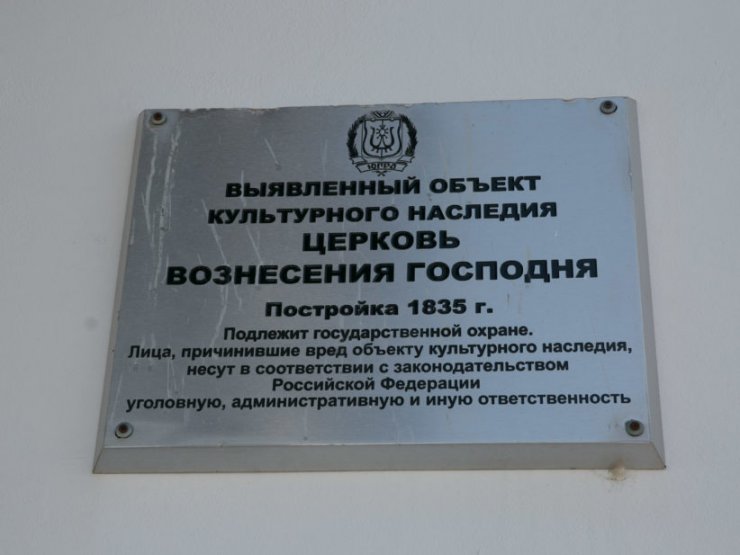 ЮГРА
ВЫЯВЛЕННЫЙ ОБЪЕКТ
КУЛЬТУРНОГО НАСЛЕДИЯ
ЦЕРКОВЬ
ВОЗНЕСЕНИЯ ГОСПОДНЯ
Постройка 1835 г.
Подлежит государственной охране.
Лица, причинившие вред объекту культурного наследия,
несут в соответствии с законодательством
Российской Федерации
уголовную, административную и иную ответственность